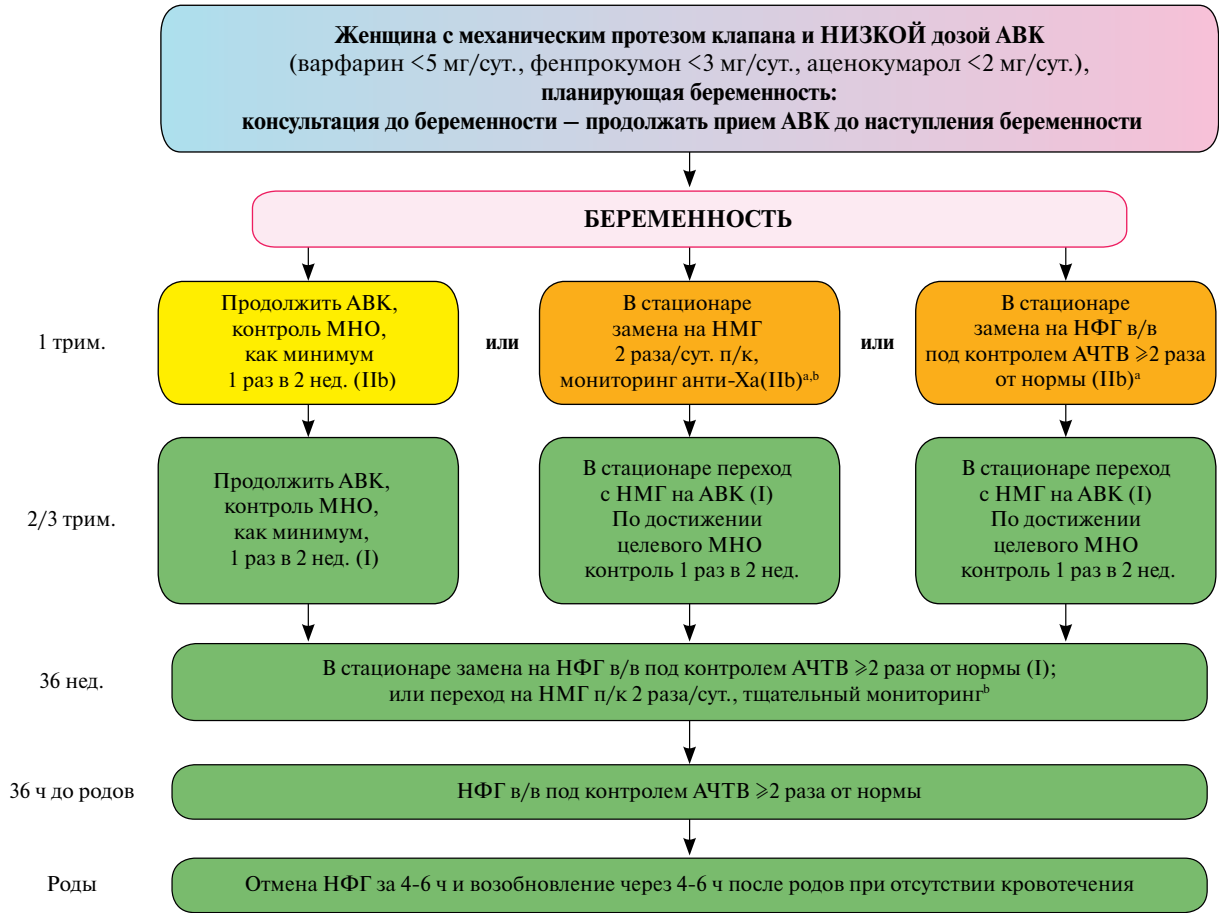 Женщина с механическим протезом клапана и НИЗКОЙ дозой АВК
(варфарин <5 мг/сут., фенпрокумон <3 мг/сут., аценокумарол <2 мг/сут.),
планирующая беременность:
консультация до беременности – продолжать прием АВК до наступления беременности
БЕРЕМЕННОСТЬ
1 трим.
Продолжить АВК,
контроль МНО,
как минимум
1 раз в 2 нед. (IIb)
или
В стационаре
замена на НМГ
2 раза/сут. п/к,
мониторинг анти-Ха(IIb)ᵃ,ᵇ
или
В стационаре
замена на НФГ в/в
под контролем АЧТВ ⩾2 раза
от нормы (IIb)ᵃ
2/3 трим.
Продолжить АВК,
контроль МНО,
как минимум,
1 раз в 2 нед. (I)
В стационаре переход
с НМГ на АВК (I)
По достижении
целевого МНО
контроль 1 раз в 2 нед.
В стационаре переход
с НМГ на АВК (I)
По достижении
целевого МНО
контроль 1 раз в 2 нед.
36 нед.
В стационаре замена на НФГ в/в под контролем АЧТВ ⩾2 раза от нормы (I);
или переход на НМГ п/к 2 раза/сут., тщательный мониторингᵇ
36 ч до родов
НФГ в/в под контролем АЧТВ ⩾2 раза от нормы
Роды
Отмена НФГ за 4-6 ч и возобновление через 4-6 ч после родов при отсутствии кровотечения